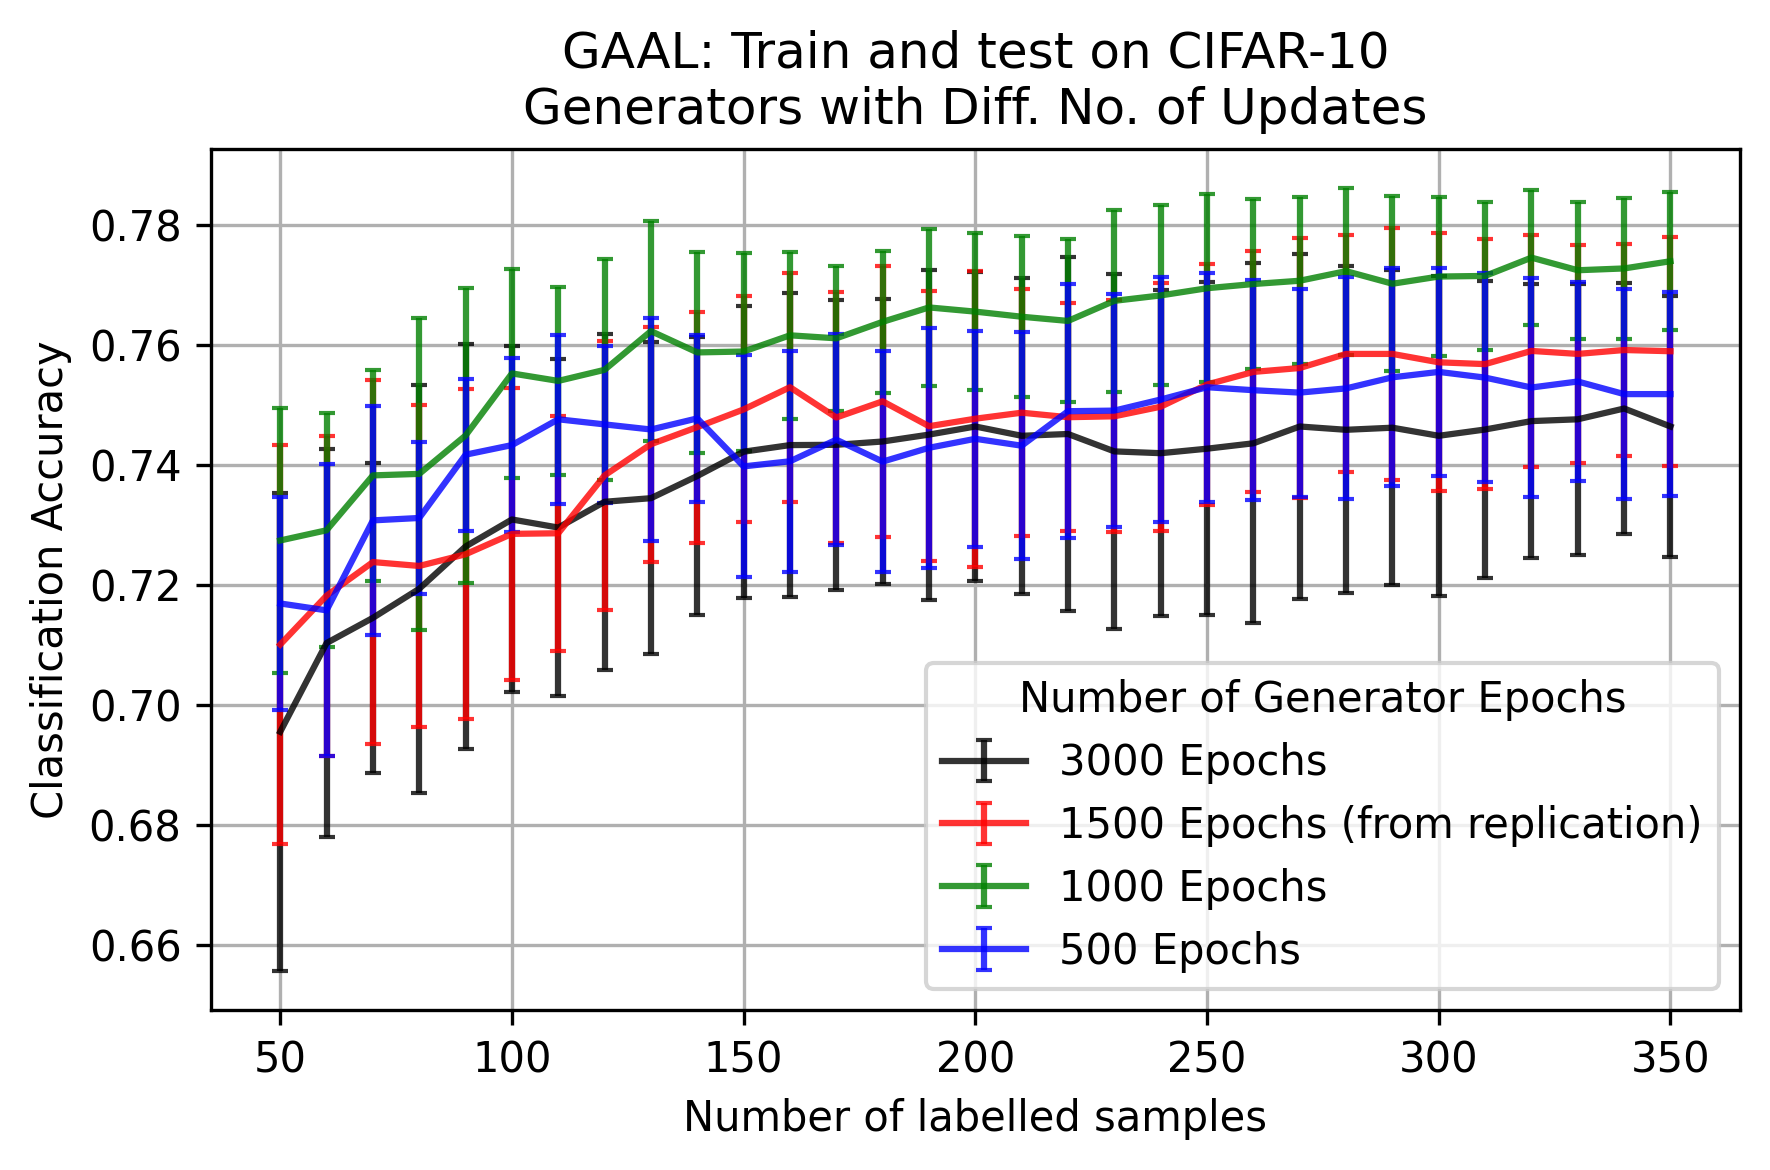 GAAL: Train and test on CIFAR-10
Generators with Diff. No. of Updates
Classification Accuracy
0.78
0.76
0.74
0.72
0.70
0.68
0.66
Number of Generator Epochs
3000 Epochs
1500 Epochs (from replication)
1000 Epochs
500 Epochs
50 100 150 200 250 300 350
Number of labelled samples